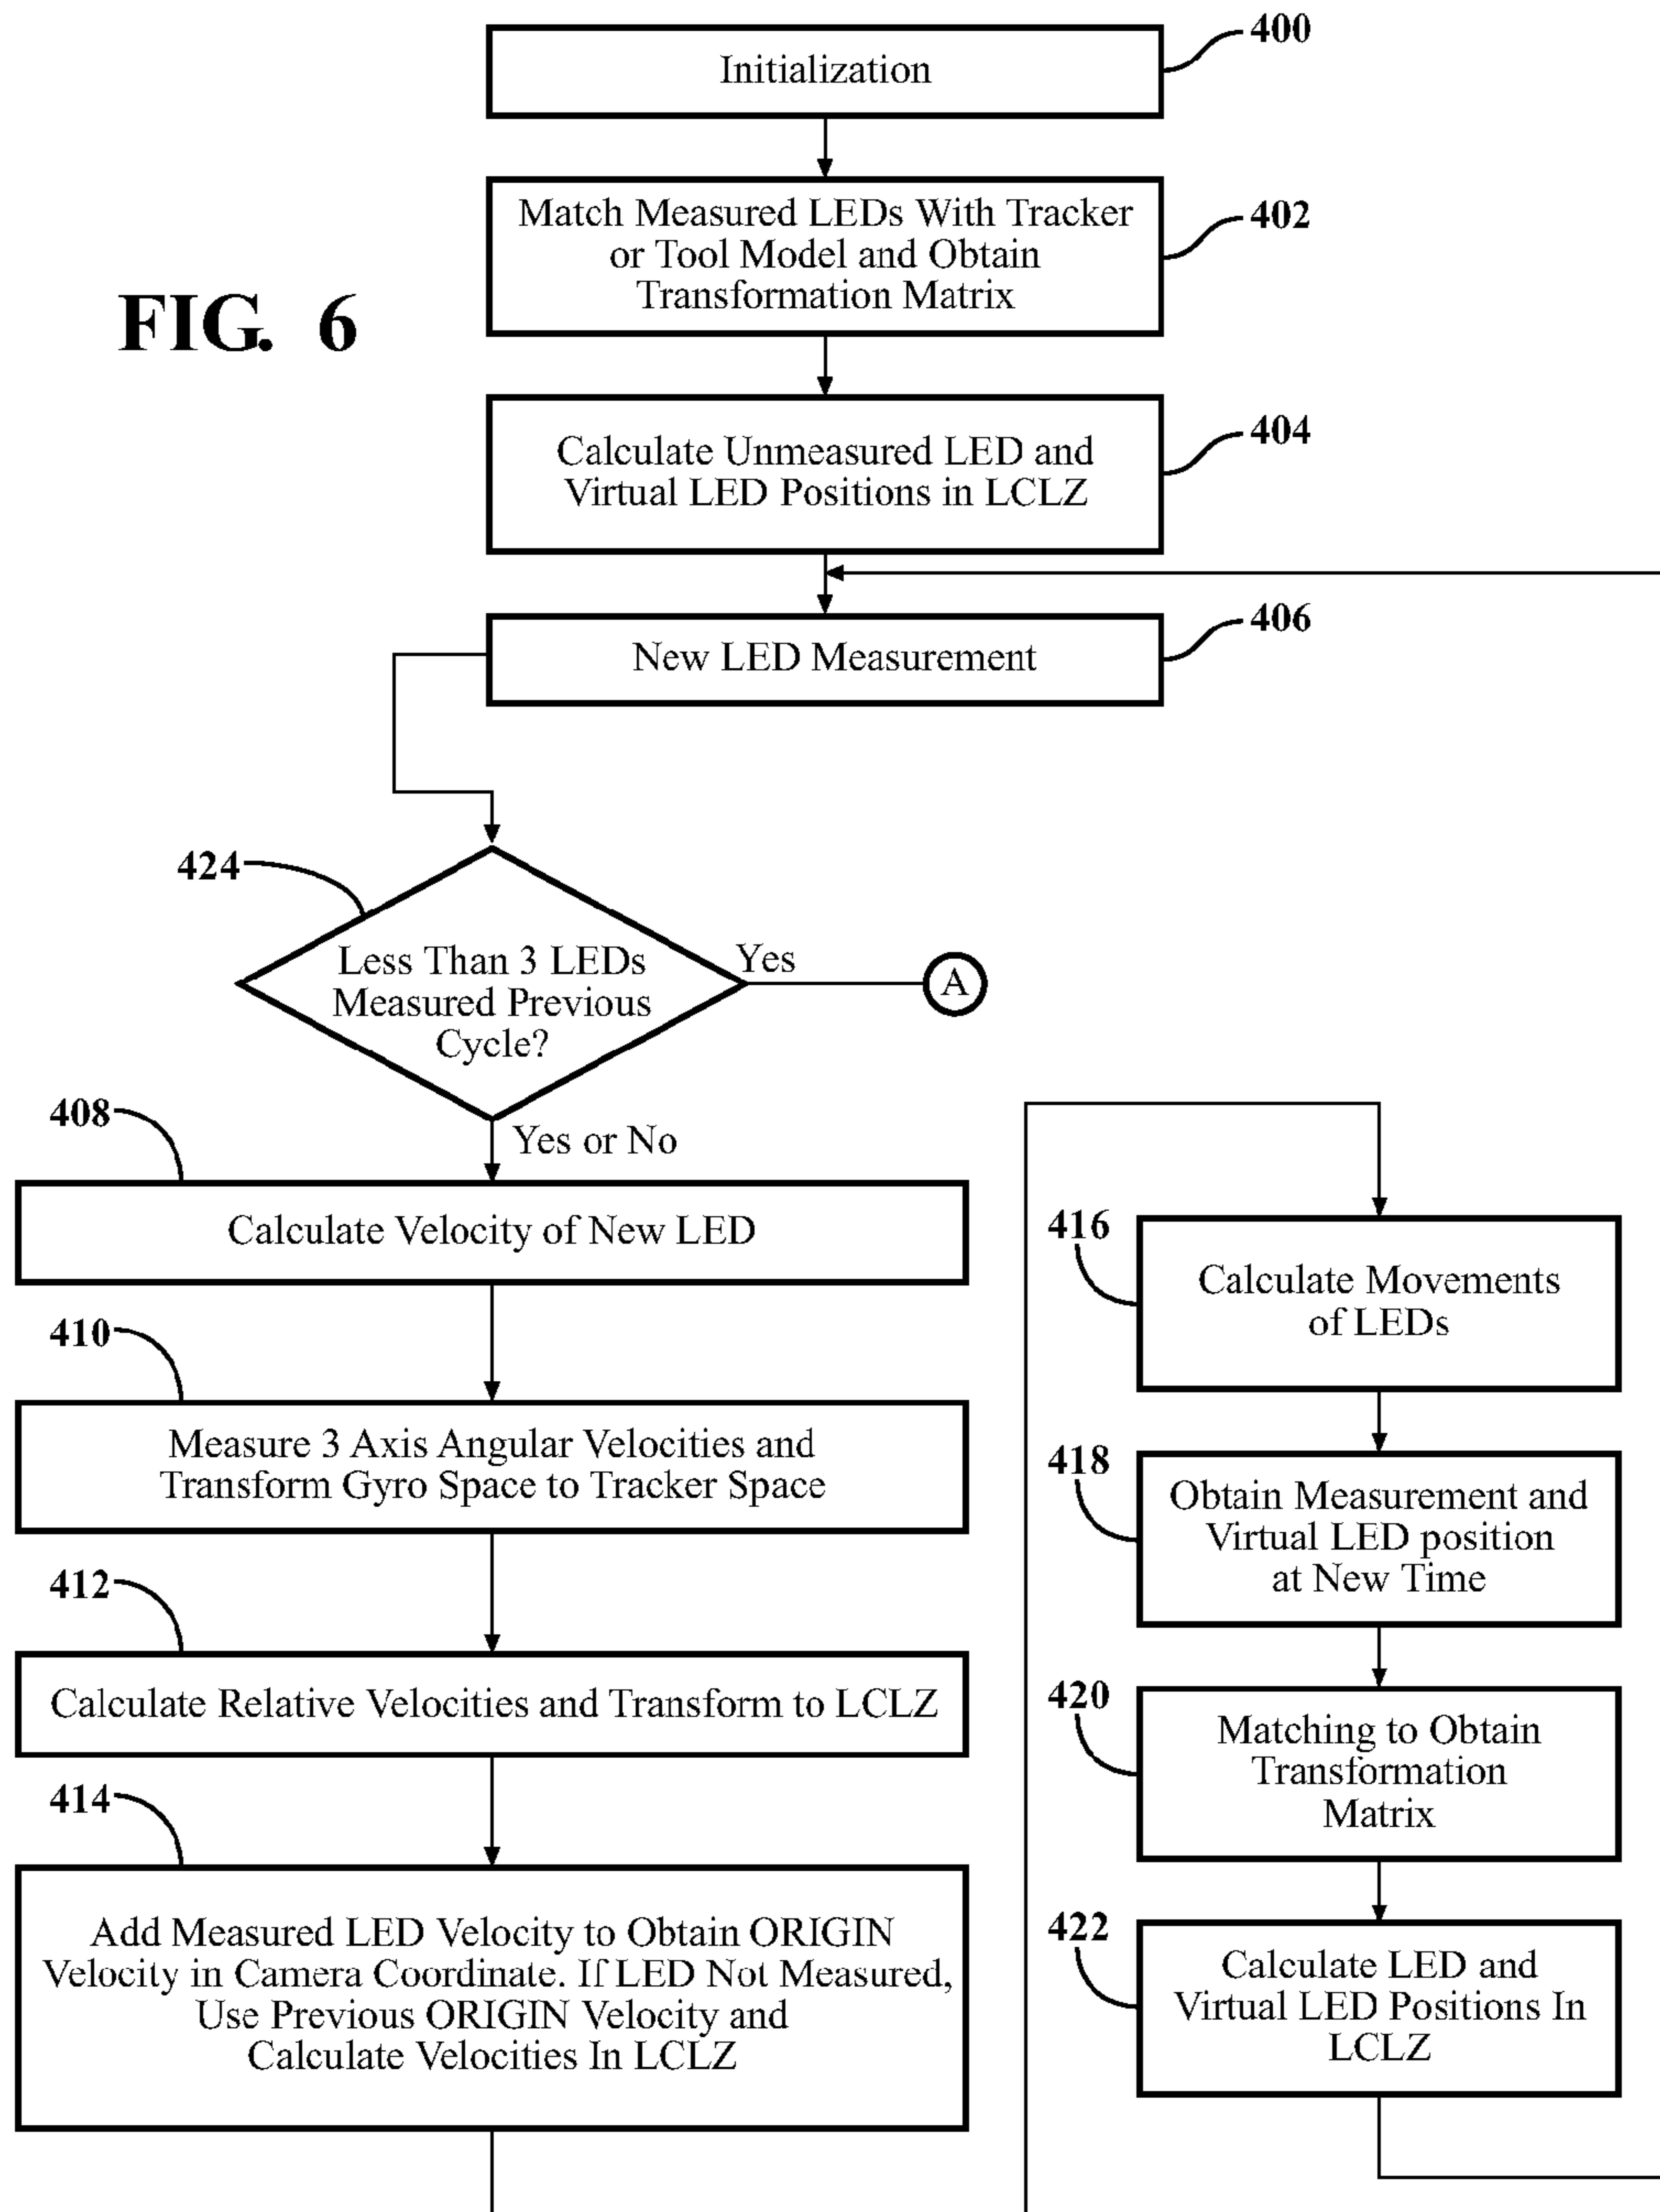 FIG. 6
Initialization
400
Match Measured LEDs With Tracker
or Tool Model and Obtain
Transformation Matrix
402
Calculate Unmeasured LED and
Virtual LED Positions in LCLZ
404
New LED Measurement
406
424
Less Than 3 LEDs
Measured Previous
Cycle?
Yes
A
Yes or No
408
Calculate Velocity of New LED
410
Measure 3 Axis Angular Velocities and
Transform Gyro Space to Tracker Space
412
Calculate Relative Velocities and Transform to LCLZ
414
Add Measured LED Velocity to Obtain ORIGIN
Velocity in Camera Coordinate. If LED Not Measured,
Use Previous ORIGIN Velocity and
Calculate Velocities In LCLZ
416
Calculate Movements
of LEDs
418
Obtain Measurement and
Virtual LED position
at New Time
420
Matching to Obtain
Transformation
Matrix
422
Calculate LED and
Virtual LED Positions In
LCLZ